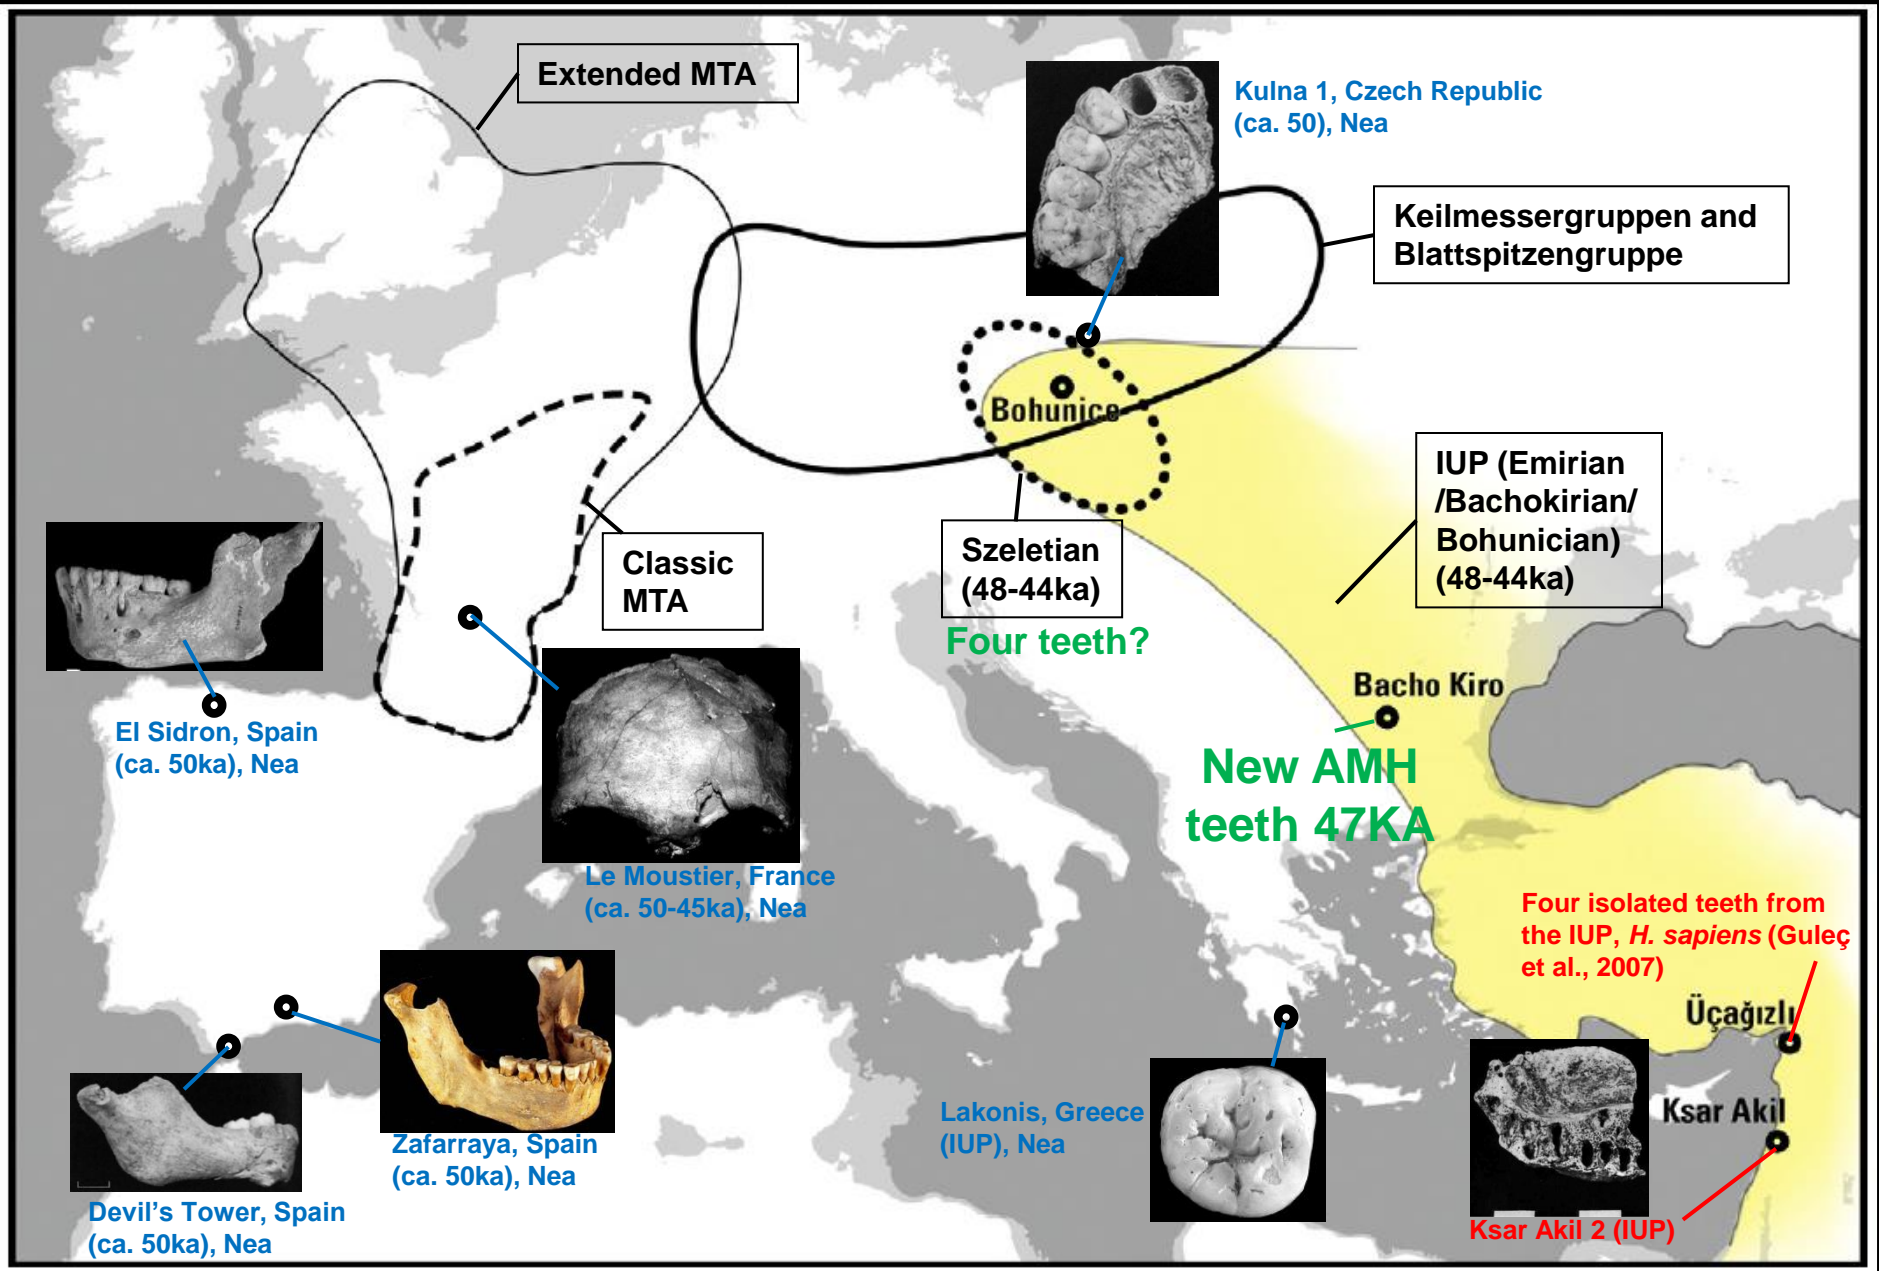 Extended MTA
Kulna 1, Czech Republic
(ca. 50), Nea
Keilmessergruppen and
Blattspitzengruppe
Bohunice
IUP (Emirian
/Bachokirian/
Bohunician)
(48-44ka)
Classic
MTA
Szeletian
(48-44ka)
Four teeth?
Bacho Kiro
El Sidron, Spain
(ca. 50ka), Nea
New AMH
teeth 47KA
Le Moustier, France
(ca. 50-45ka), Nea
Four isolated teeth from
the IUP, H. sapiens (Guleç
et al., 2007)
Üçağızlı
Ksar Akil
Lakonis, Greece
(IUP), Nea
Zafarraya, Spain
(ca. 50ka), Nea
Devil’s Tower, Spain
(ca. 50ka), Nea
Ksar Akil 2 (IUP)